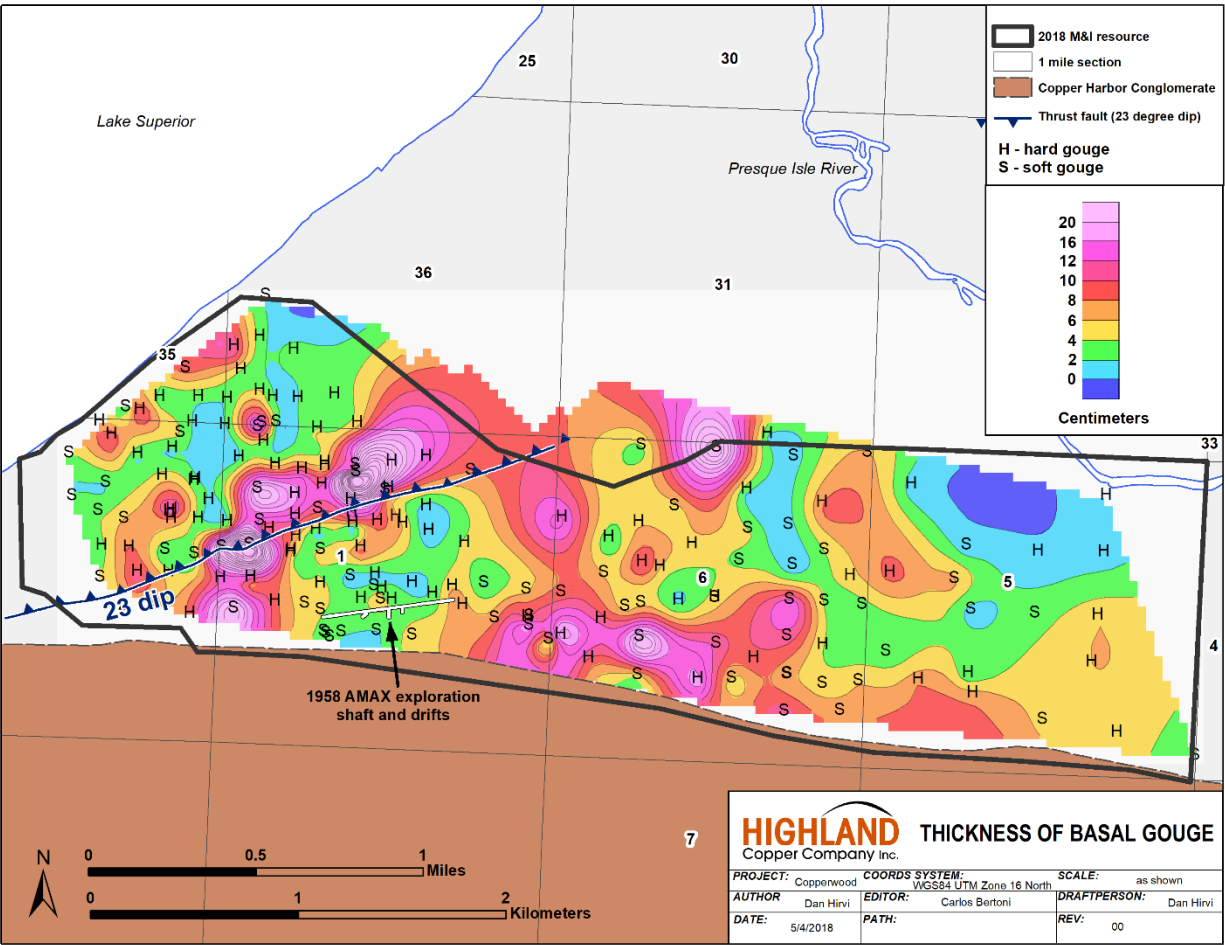 25
30
Lake Superior
Presque Isle River
36
31
35
33
1
6
5
4
7
23 dip
1958 AMAX exploration
shaft and drifts
2018 M&I resource
1 mile section
Copper Harbor Conglomerate
Thrust fault (23 degree dip)
H - hard gouge
S - soft gouge
20
16
12
10
8
6
4
2
0
Centimeters
N
0 0.5 1
Miles
0 1 2
Kilometers
HIGHLAND
Copper Company Inc.
THICKNESS OF BASAL GOUGE
PROJECT: Copperwood
COORDS SYSTEM: WGS84 UTM Zone 16 North
SCALE: as shown
AUTHOR Dan Hirvi
EDITOR: Carlos Bertoni
DRAFTPERSON: Dan Hirvi
DATE: 5/4/2018
PATH:
REV: 00